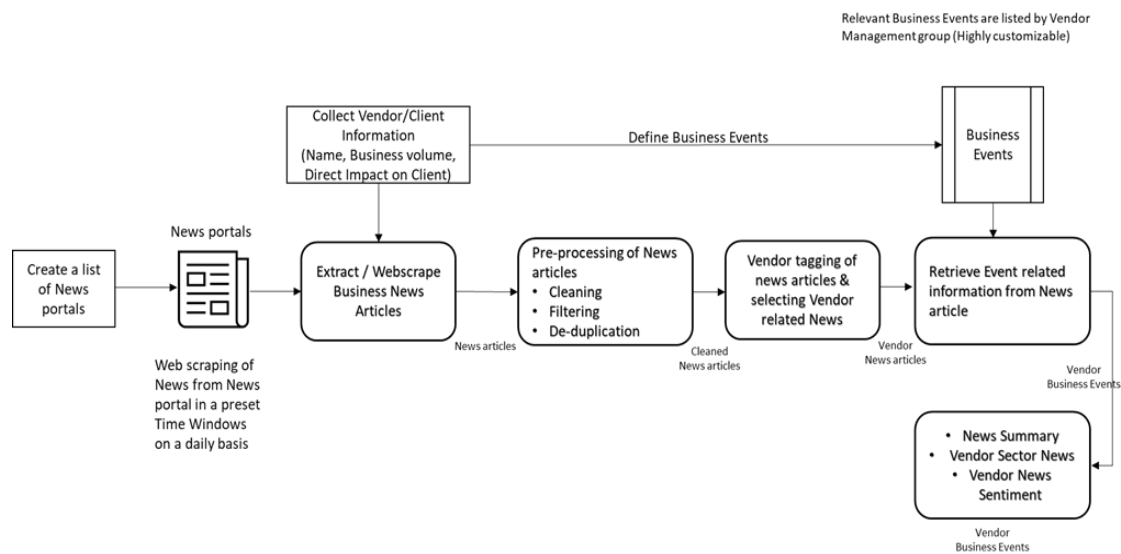 Relevant Business Events are listed by Vendor
Management group (Highly customizable)
Collect Vendor/Client
Information
(Name, Business volume,
Direct Impact on Client)
Define Business Events
Business
Events
News portals
Create a list
of News
portals
Extract / Webscrape
Business News
Articles
Pre-processing of News
articles
• Cleaning
• Filtering
• De-duplication
Vendor tagging of
news articles &
selecting Vendor
related News
Retrieve Event related
information from News
article
News articles
Cleaned
News articles
Vendor
News articles
Vendor
Business Events
Web scraping of
News from News
portal in a preset
Time Windows
on a daily basis
• News Summary
• Vendor Sector News
• Vendor News
Sentiment
Vendor
Business Events